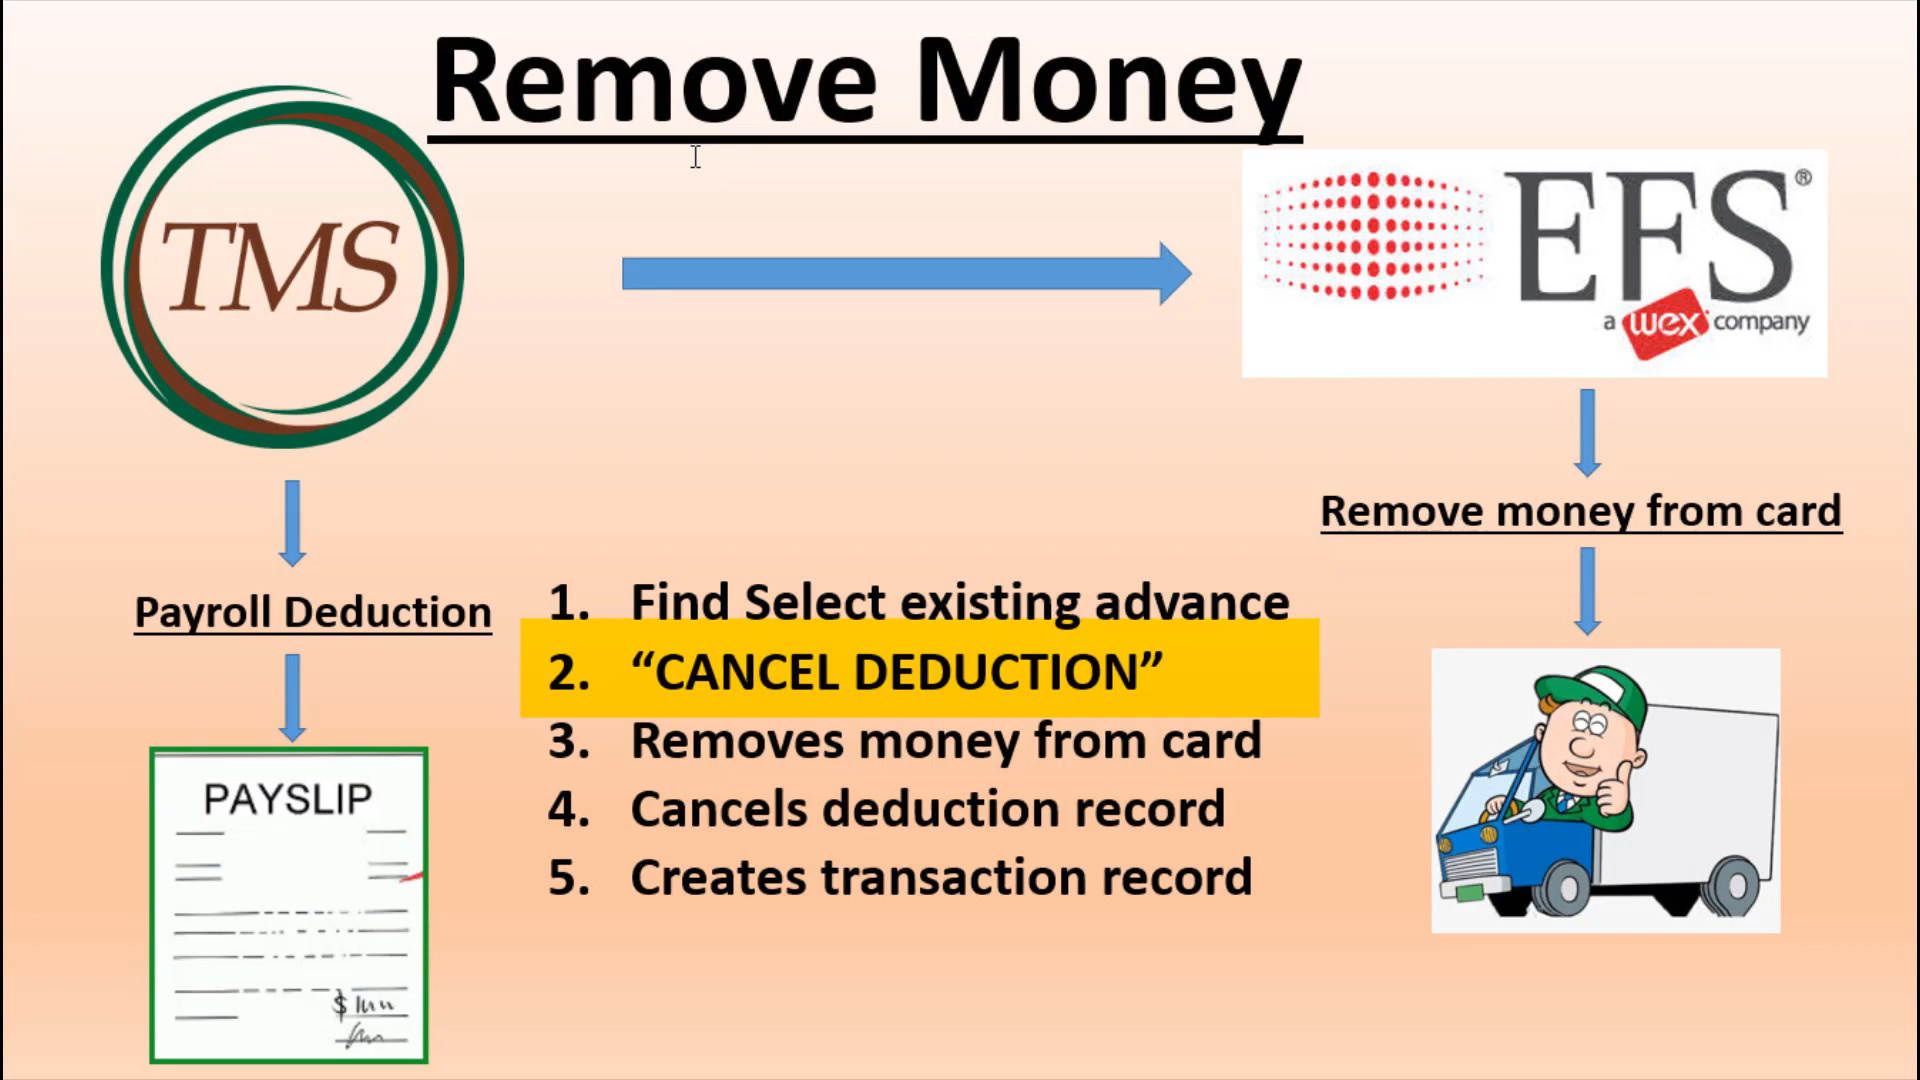 Remove Money
TMS
EFS®
a wex company
Remove money from card
Payroll Deduction
1. Find Select existing advance
2. “CANCEL DEDUCTION”
3. Removes money from card
4. Cancels deduction record
5. Creates transaction record
PAYSLIP